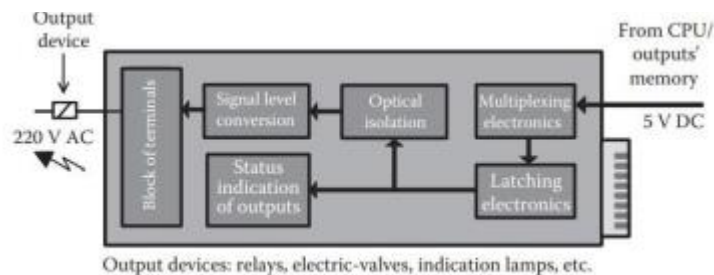 Output
device
220 V AC
Block of terminals
Signal level
conversion
Optical
isolation
Multiplexing
electronics
Status
indication
of outputs
Latching
electronics
From CPU/
outputs'
memory
5 V DC
Output devices: relays, electric-valves, indication lamps, etc.